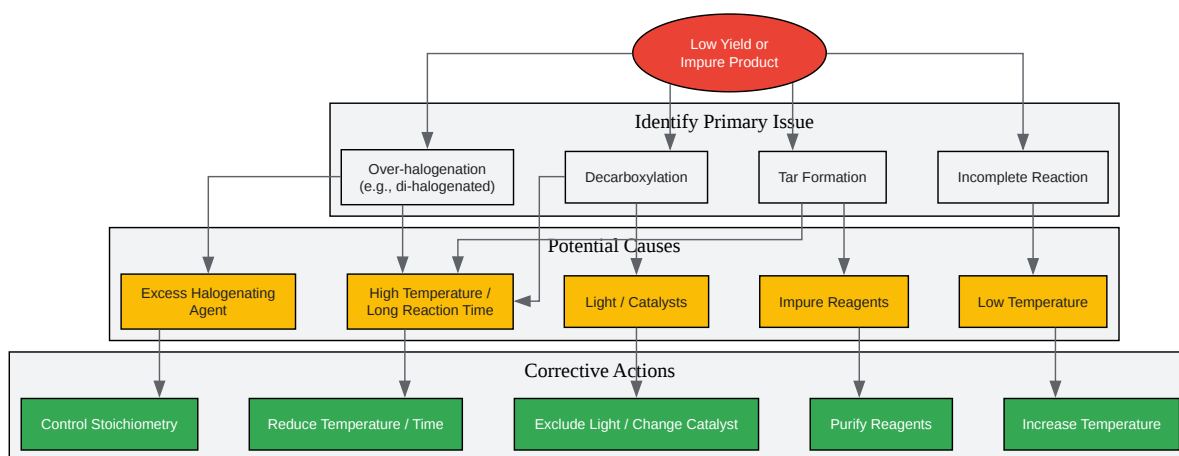 Low Yield or
Impure Product
Identify Primary Issue
Over-halogenation
(e.g., di-halogenated)
Decarboxylation
Tar Formation
Incomplete Reaction
Potential Causes
Excess Halogenating
Agent
High Temperature /
Long Reaction Time
Light / Catalysts
Impure Reagents
Low Temperature
Corrective Actions
Control Stoichiometry
Reduce Temperature / Time
Exclude Light / Change Catalyst
Purify Reagents
Increase Temperature